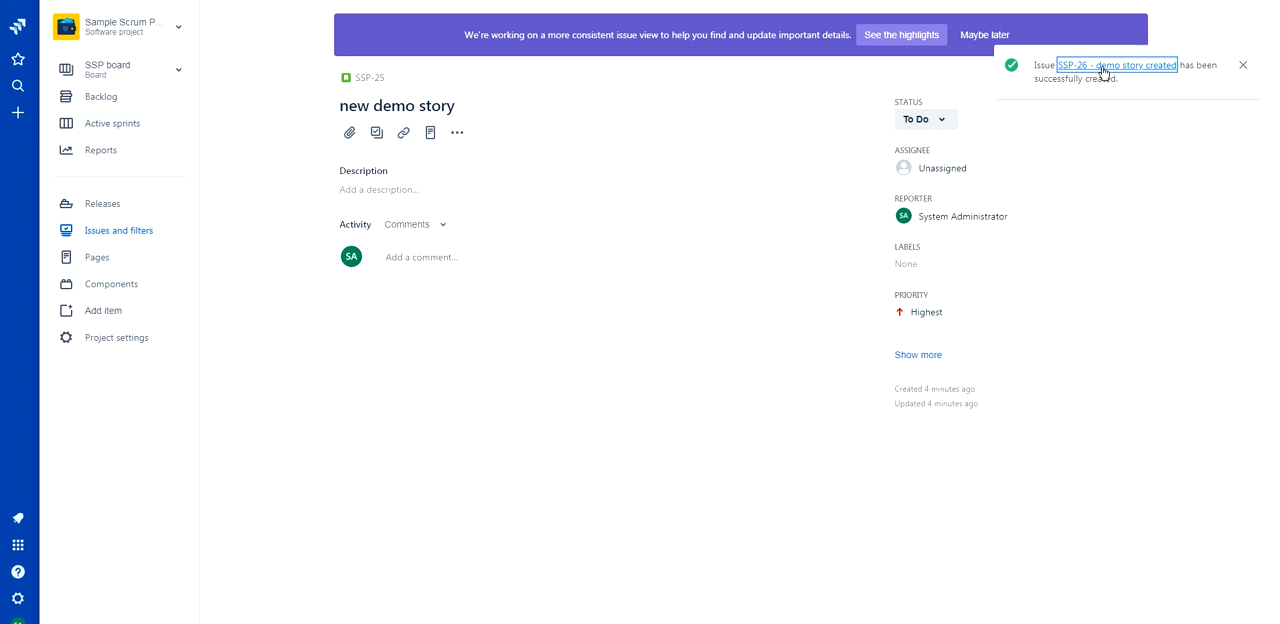 Sample Scrum P...
Software project
SSP board
Board
Backlog
Active sprints
Reports
Releases
Issues and filters
Pages
Components
Add item
Project settings
We're working on a more consistent issue view to help you find and update important details.
See the highlights
Maybe later
Issue SSP-26 - demo story created has been
successfully created.
SSP-25
new demo story
Description
Add a description...
Activity
Comments
SA
Add a comment...
STATUS
To Do
ASSIGNEE
Unassigned
REPORTER
SA
System Administrator
LABELS
None
PRIORITY
Highest
Show more
Created 4 minutes ago
Updated 4 minutes ago